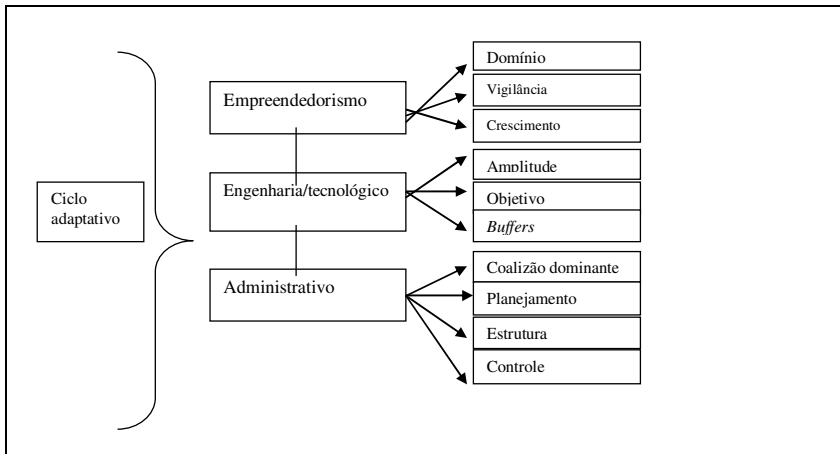 Ciclo
adaptativo
Empreendedorismo
Domínio
Vigilância
Crescimento
Engenharia/tecnológico
Amplitude
Objetivo
Buffers
Administrativo
Coalizão dominante
Planejamento
Estrutura
Controle